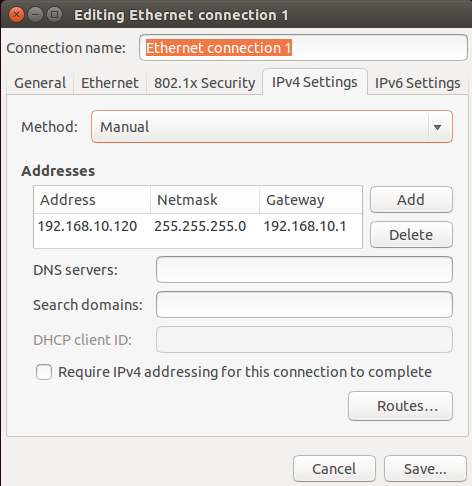 Editing Ethernet connection 1
Connection name: Ethernet connection 1
General Ethernet 802.1x Security IPv4 Settings IPv6 Settings
Method: Manual
Addresses
Address Netmask Gateway Add
192.168.10.120 255.255.255.0 192.168.10.1
Delete
DNS servers:
Search domains:
DHCP client ID:
Require IPv4 addressing for this connection to complete
Routes...
Cancel Save...